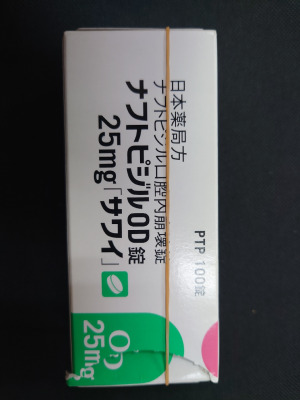 日本薬局方
ナフトピジル口腔内崩壊錠
ナフトピジルOD錠
25mg「サワイ」
PTP 100錠
OD
25mg